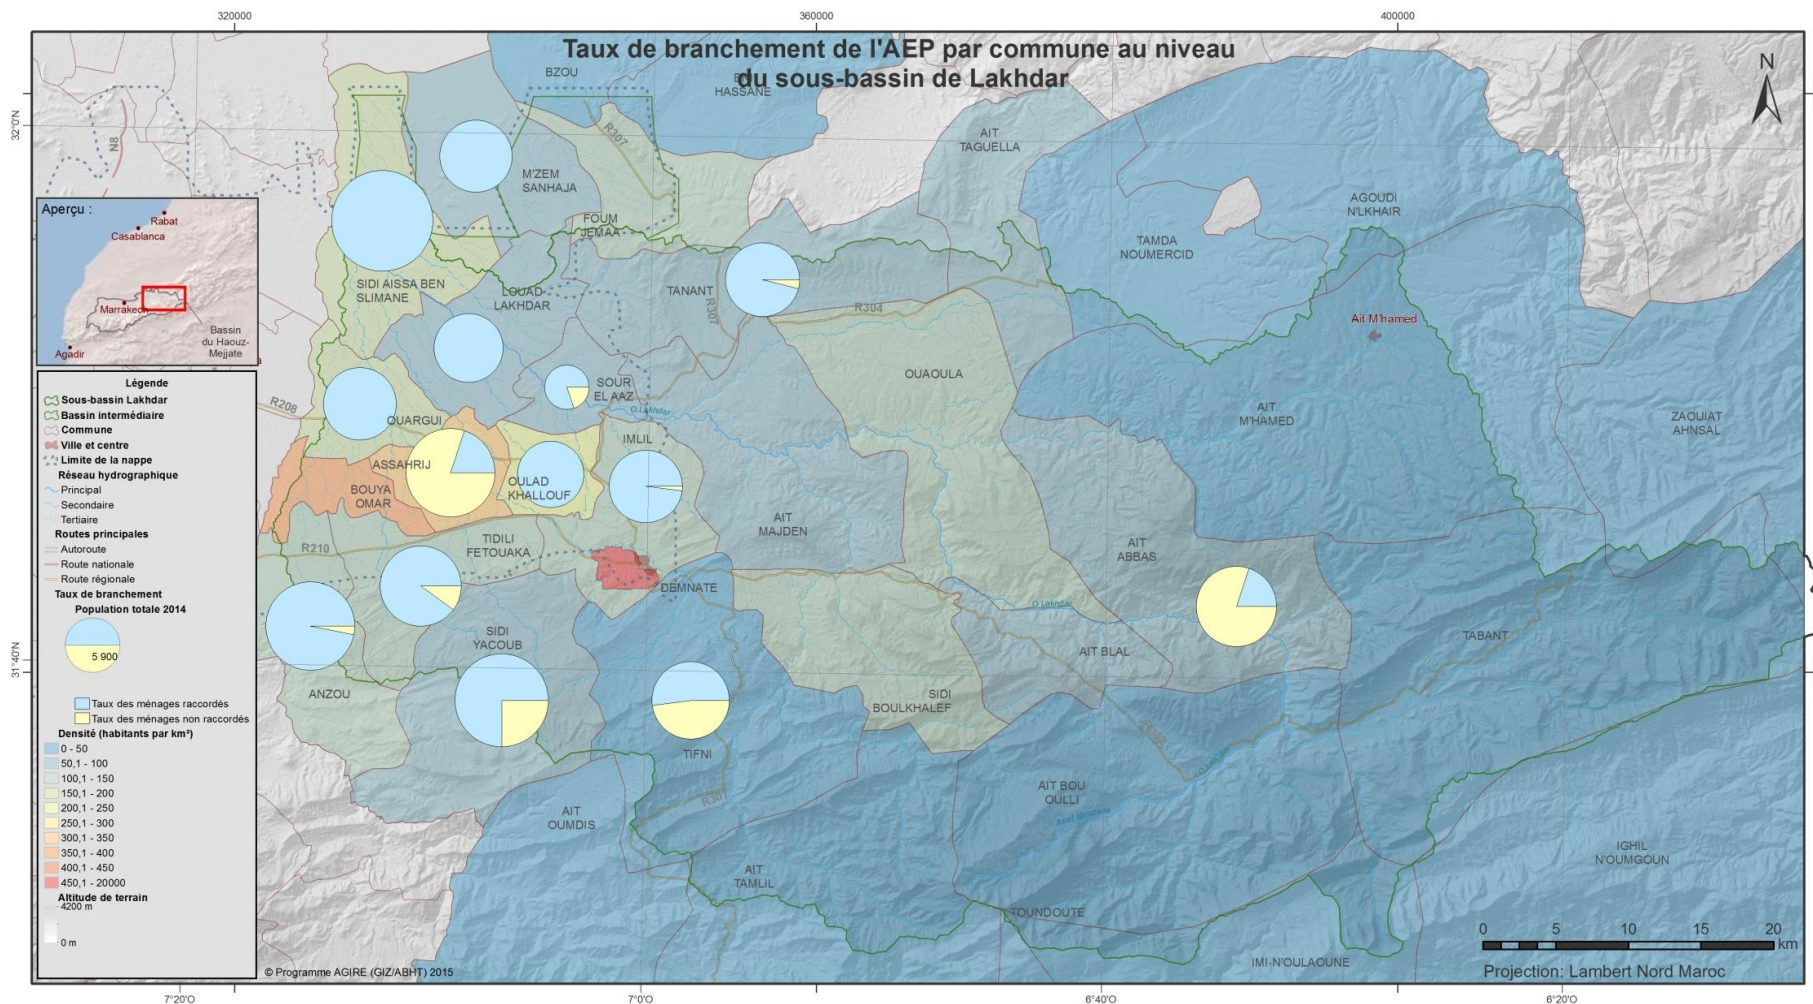 320000
360000
400000
Taux de branchement de l'AEP par commune au niveau
du sous-bassin de Lakhdar
N
32°0'N
31°40'N
N8
BZOU
HASSANE
AIT
TAGUELLA
R307
M'ZEM
SANHAJA
FOUM
JEMAA
AGOUDI
N'LKHAIR
TAMDA
NOUMERCID
SIDI AISSA BEN
SLIMANE
LOUAD
LAKHDAR
TANANT
R307
R304
Ait M'hamed
OUAOULA
SOUR
EL AAZ
O.Lakhdar
R208
OUARGUI
IMLIL
AIT
M'HAMED
ZAOUIAT
AHNSAL
ASSAHRIJ
BOUYA
OMAR
OULAD
KHALLOUF
AIT
MAJDEN
R210
TIDILI
FETOUAKA
AIT
ABBAS
DEMNATE
O.Lakhdar
SIDI
YACOUB
TABANT
AIT BLAL
ANZOU
SIDI
BOULKHALEF
TIFNI
AIT BOU
OULLI
AIT
OUMDIS
AIT
TAMLIL
IGHIL
N'OUMGOUN
TOUNDOUTE
IMI-N'OULAOUNE
Aperçu :
Rabat
Casablanca
Marrakech
Agadir
Bassin
du Haouz-
Mejjate
Légende
Sous-bassin Lakhdar
Bassin intermédiaire
Commune
Ville et centre
Limite de la nappe
Réseau hydrographique
Principal
Secondaire
Tertiaire
Routes principales
Autoroute
Route nationale
Route régionale
Taux de branchement
Population totale 2014
5 900
Taux des ménages raccordés
Taux des ménages non raccordés
Densité (habitants par km²)
0 - 50
50,1 - 100
100,1 - 150
150,1 - 200
200,1 - 250
250,1 - 300
300,1 - 350
350,1 - 400
400,1 - 450
450,1 - 20000
Altitude de terrain
4200 m
0 m
© Programme AGIRE (GIZ/ABHT) 2015
0 5 10 15 20
km
Projection: Lambert Nord Maroc
7°20'O
7°0'O
6°40'O
6°20'O